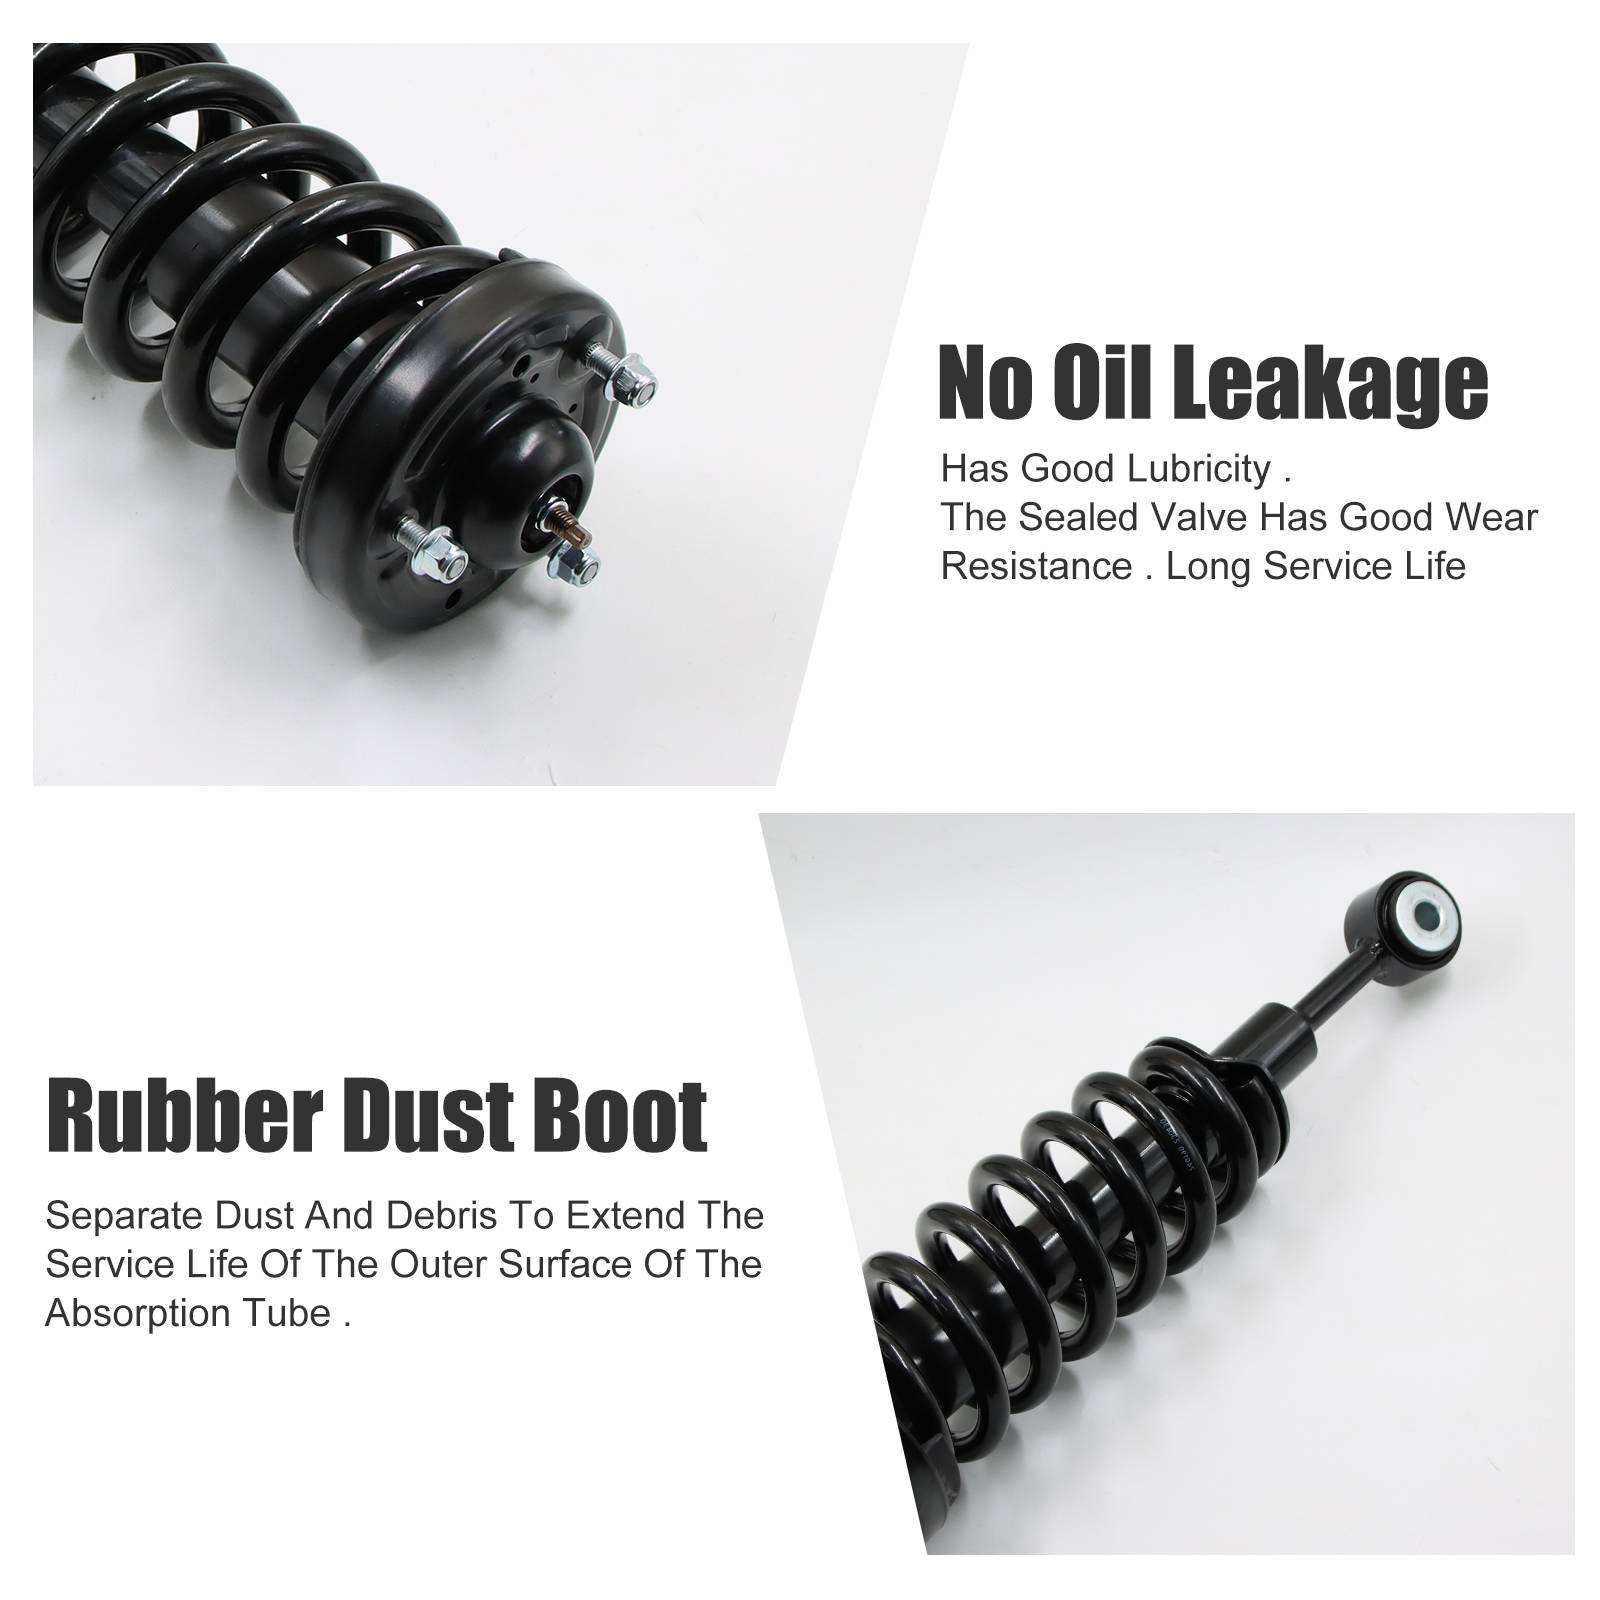 No Oil Leakage
Has Good Lubricity .
The Sealed Valve Has Good Wear
Resistance . Long Service Life
Rubber Dust Boot
Separate Dust And Debris To Extend The
Service Life Of The Outer Surface Of The
Absorption Tube .